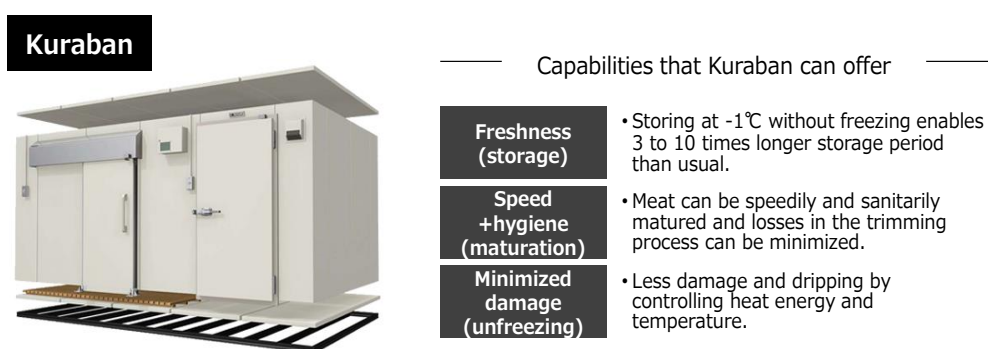 Kuraban
Capabilities that Kuraban can offer
Freshness
(storage)
• Storing at -1℃ without freezing enables
3 to 10 times longer storage period
than usual.
Speed
+hygiene
(maturation)
• Meat can be speedily and sanitarily
matured and losses in the trimming
process can be minimized.
Minimized
damage
(unfreezing)
• Less damage and dripping by
controlling heat energy and
temperature.